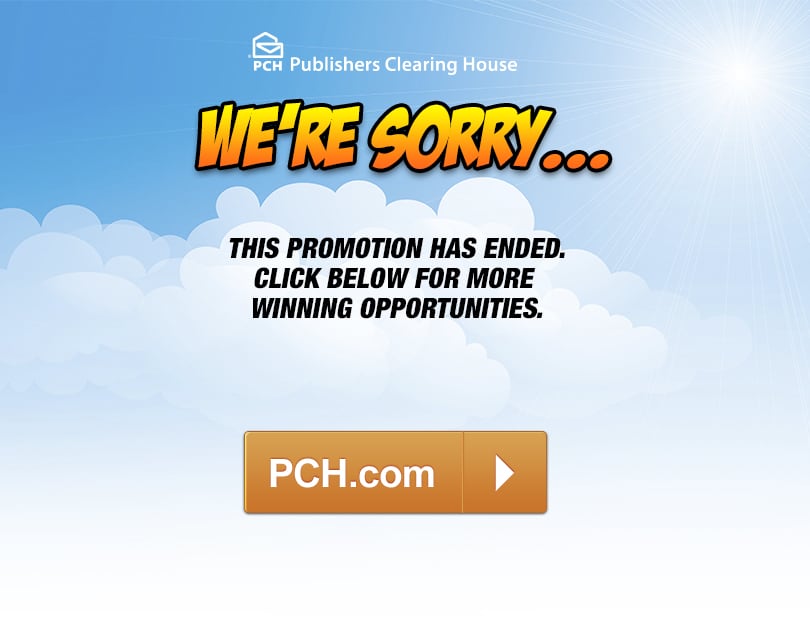 PCH Publishers Clearing House
WE'RE SORRY...
THIS PROMOTION HAS ENDED.
CLICK BELOW FOR MORE
WINNING OPPORTUNITIES.
PCH.com